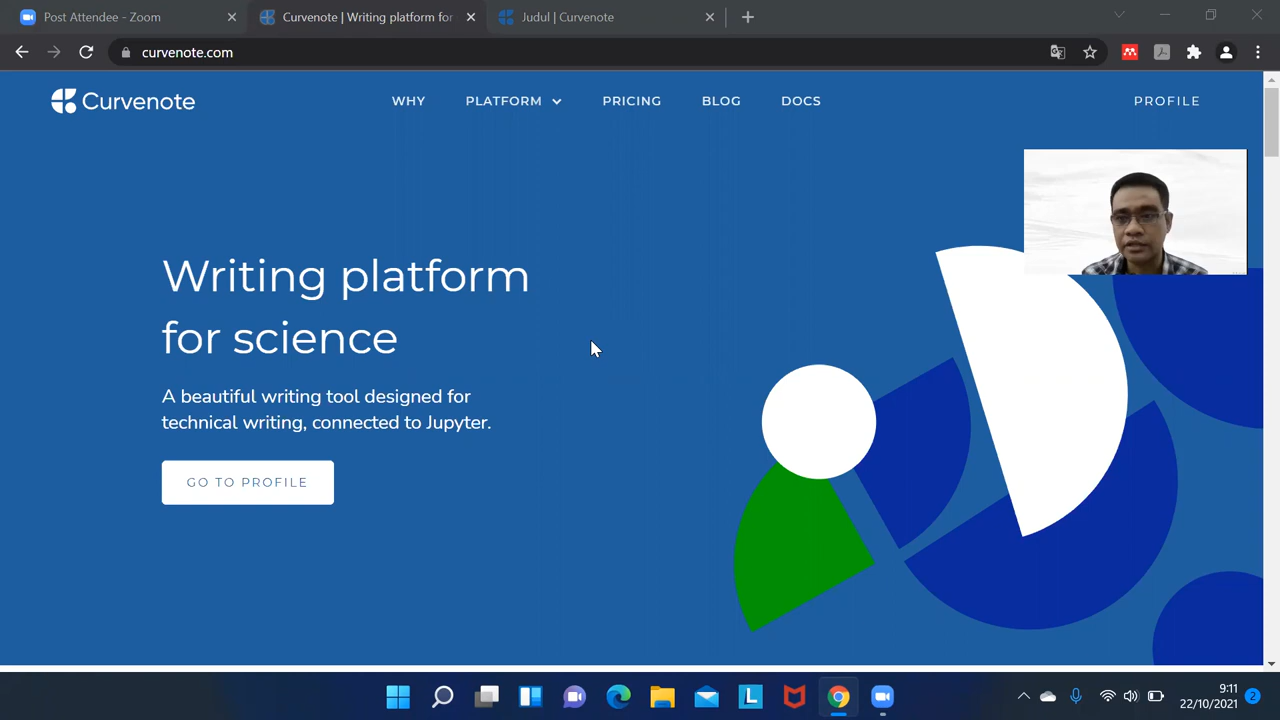 Post Attendee - Zoom
Curvenote | Writing platform for
Judul | Curvenote
curvenote.com
Curvenote
WHY
PLATFORM
PRICING
BLOG
DOCS
PROFILE
Writing platform
for science
A beautiful writing tool designed for
technical writing, connected to Jupyter.
GO TO PROFILE
9:11
22/10/2021
2